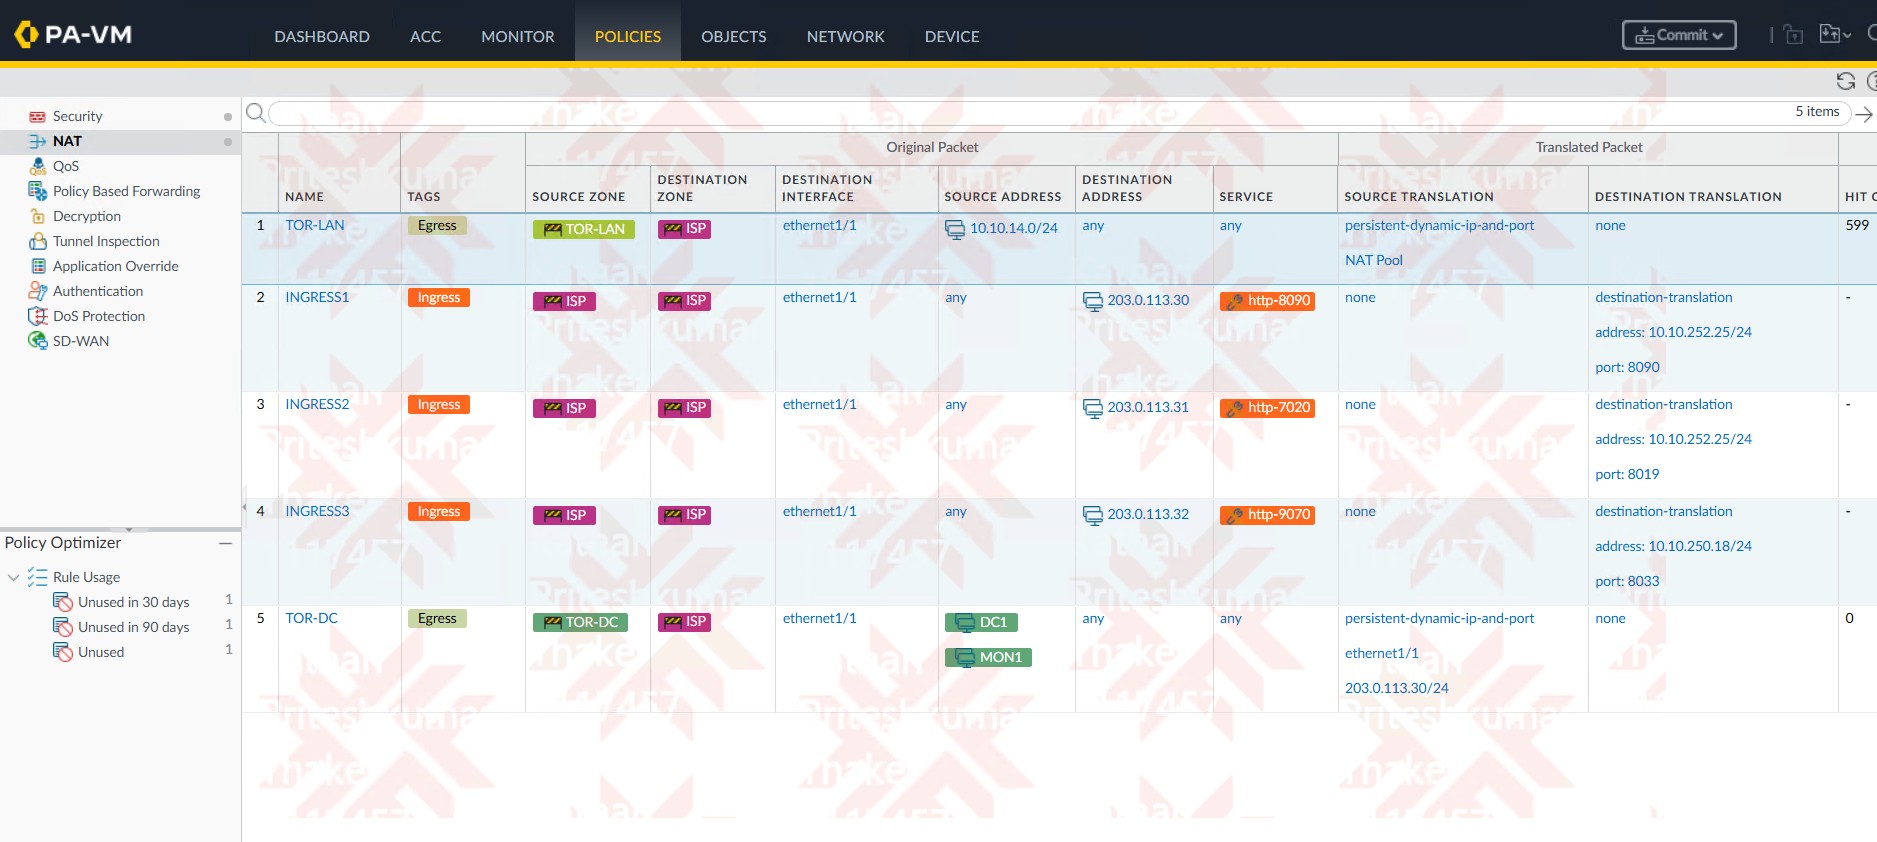 PA-VM
DASHBOARD ACC MONITOR POLICIES OBJECTS NETWORK DEVICE
Commit
Security
NAT
QoS
Policy Based Forwarding
Decryption
Tunnel Inspection
Application Override
Authentication
DoS Protection
SD-WAN
Policy Optimizer
Rule Usage
Unused in 30 days 1
Unused in 90 days 1
Unused 1
5 items
Original Packet Translated Packet
NAME TAGS SOURCE ZONE DESTINATION ZONE DESTINATION INTERFACE SOURCE ADDRESS DESTINATION ADDRESS SERVICE SOURCE TRANSLATION DESTINATION TRANSLATION HIT
1 TOR-LAN Egress TOR-LAN ISP ethernet1/1 10.10.14.0/24 any any persistent-dynamic-ip-and-port none 599
NAT Pool
2 INGRESS1 Ingress ISP ISP ethernet1/1 any 203.0.113.30 http-8090 none destination-translation -
address: 10.10.252.25/24
port: 8090
3 INGRESS2 Ingress ISP ISP ethernet1/1 any 203.0.113.31 http-7020 none destination-translation -
address: 10.10.252.25/24
port: 8019
4 INGRESS3 Ingress ISP ISP ethernet1/1 any 203.0.113.32 http-9070 none destination-translation -
address: 10.10.250.18/24
port: 8033
5 TOR-DC Egress TOR-DC ISP ethernet1/1 DC1 any any persistent-dynamic-ip-and-port none 0
MON1 ethernet1/1
203.0.113.30/24